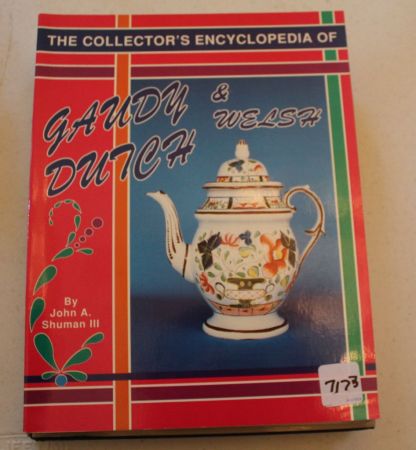 THE COLLECTOR'S ENCYCLOPEDIA OF
GAUDY &
DUTCH WELSH
By
John A.
Shuman III
7173